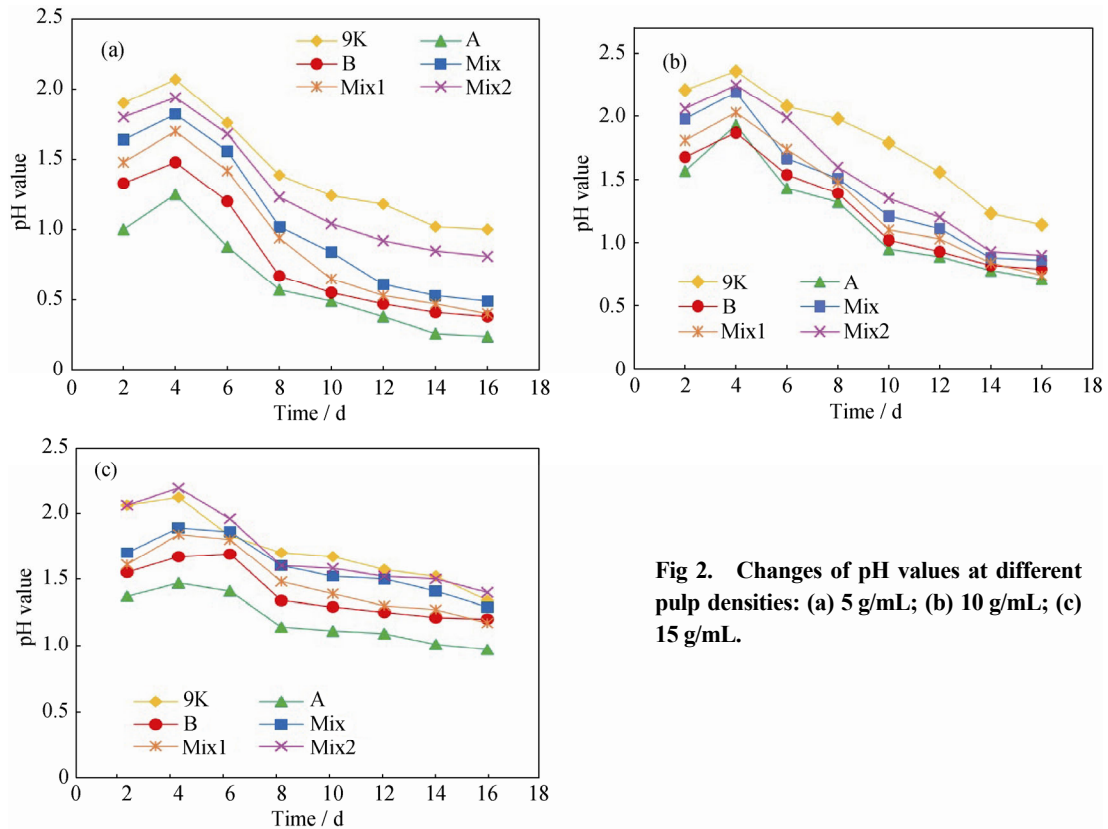 2.5
(a)
9K A
B Mix
Mix1 Mix2
2.0
1.5
1.0
0.5
0
pH value
0 2 4 6 8 10 12 14 16 18
Time / d
2.5
(b)
2.0
1.5
1.0
0.5
0
pH value
9K A
B Mix
Mix1 Mix2
0 2 4 6 8 10 12 14 16 18
Time / d
2.5
(c)
2.0
1.5
1.0
0.5
0
pH value
9K A
B Mix
Mix1 Mix2
0 2 4 6 8 10 12 14 16 18
Time / d
Fig 2. Changes of pH values at different
pulp densities: (a) 5 g/mL; (b) 10 g/mL; (c)
15 g/mL.